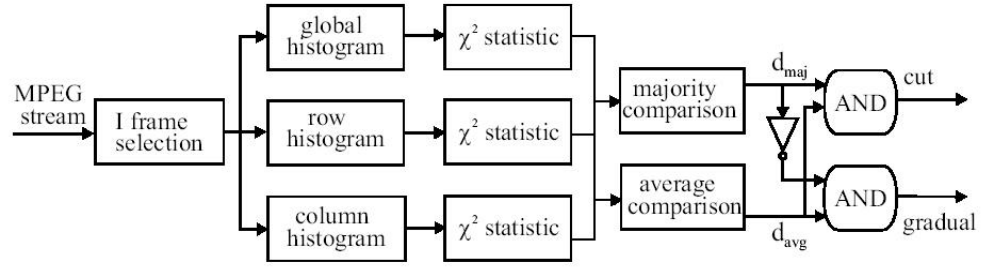 MPEG
stream
I frame
selection
global
histogram
row
histogram
column
histogram
χ² statistic
χ² statistic
χ² statistic
majority
comparison
average
comparison
d_maj
d_avg
AND
AND
cut
gradual